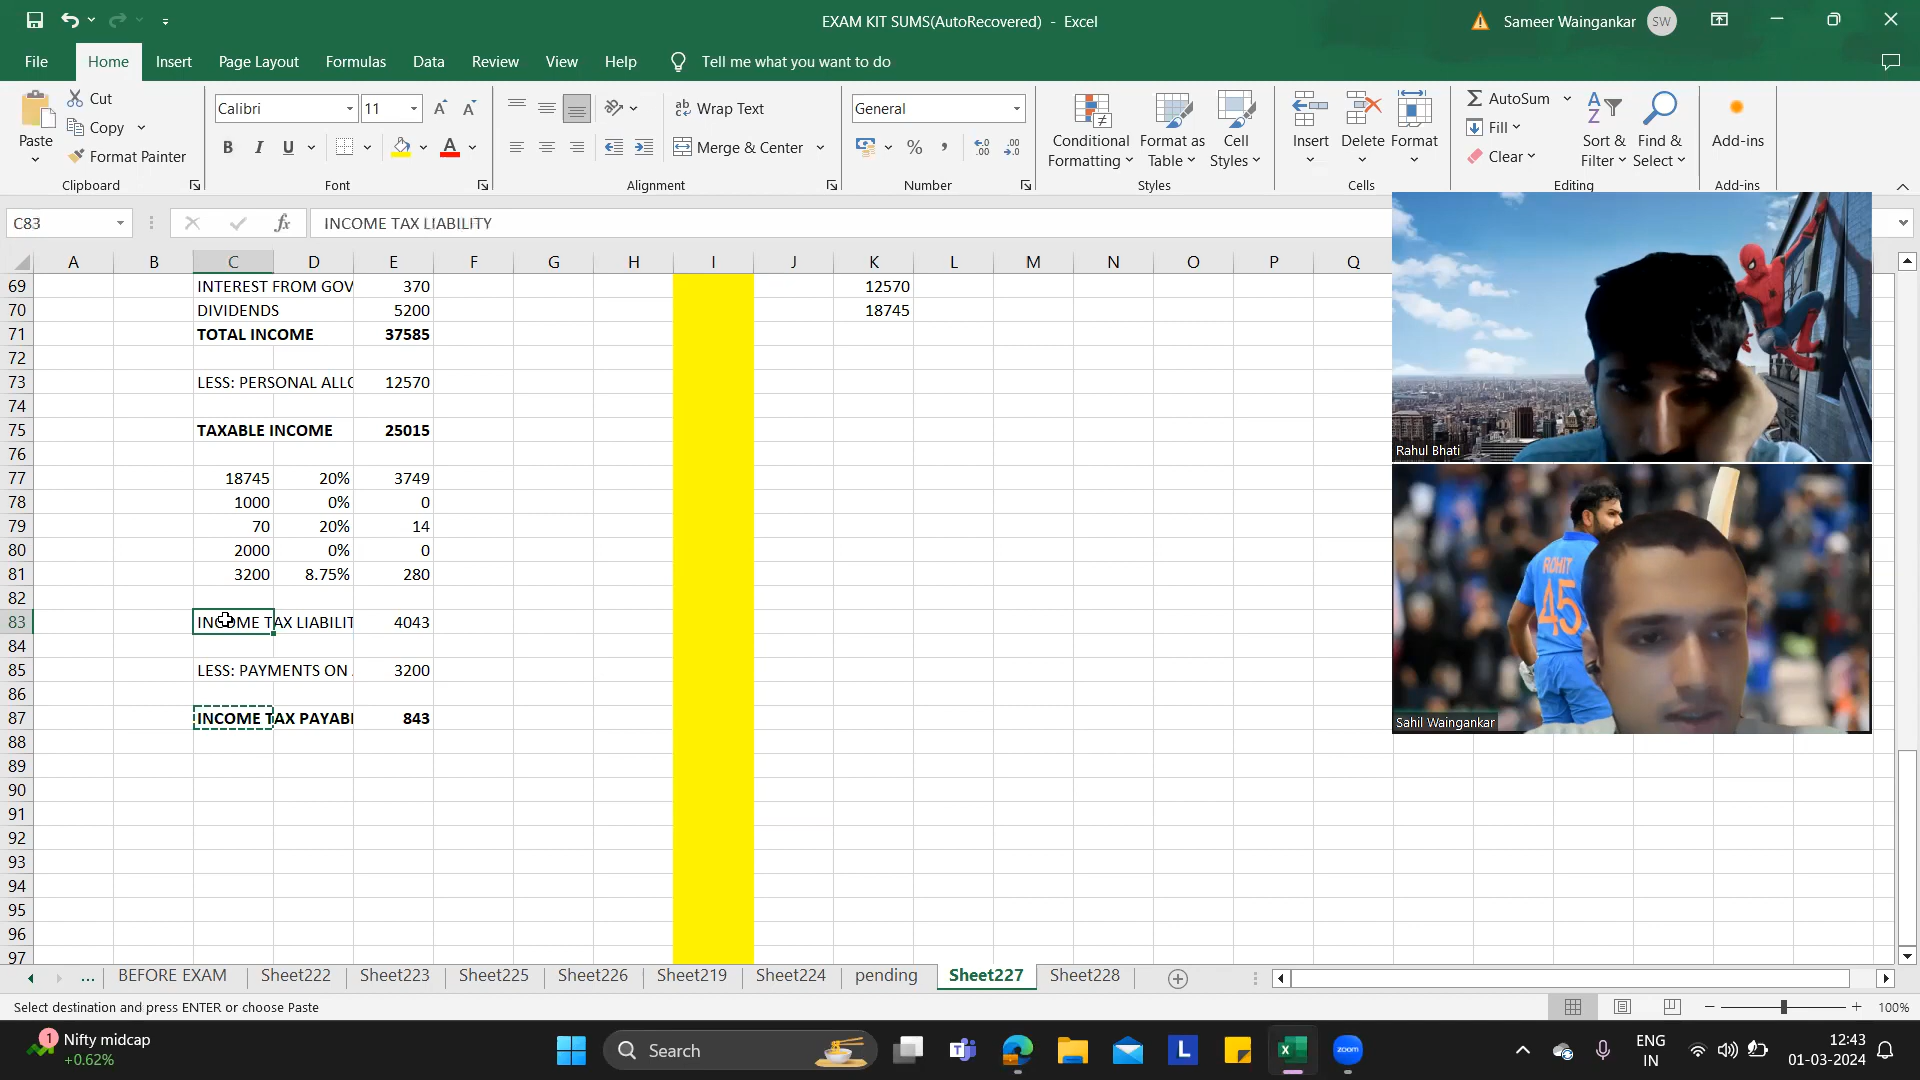 EXAM KIT SUMS(AutoRecovered) - Excel
Sameer Waingankar SW
File Home Insert Page Layout Formulas Data Review View Help Tell me what you want to do
Paste
Cut
Copy
Format Painter
Clipboard
Calibri 11
B I U
Font
Wrap Text
Merge & Center
Alignment
General
Number
Conditional Formatting
Format as Table
Cell Styles
Styles
Insert Delete Format
Cells
AutoSum
Fill
Clear
Sort & Filter
Find & Select
Editing
Add-ins
Add-ins
C83 fx INCOME TAX LIABILITY
A B C D E F G H I J K L M N O P Q
69 INTEREST FROM GOV 370 12570
70 DIVIDENDS 5200 18745
71 TOTAL INCOME 37585
72
73 LESS: PERSONAL ALLO 12570
74
75 TAXABLE INCOME 25015
76
77 18745 20% 3749
78 1000 0% 0
79 70 20% 14
80 2000 0% 0
81 3200 8.75% 280
82
83 INCOME TAX LIABILIT 4043
84
85 LESS: PAYMENTS ON 3200
86
87 INCOME TAX PAYABL 843
88
89
90
91
92
93
94
95
96
97
Rahul Bhati
ROHIT
45
Sahil Waingankar
... BEFORE EXAM Sheet222 Sheet223 Sheet225 Sheet226 Sheet219 Sheet224 pending Sheet227 Sheet228
Select destination and press ENTER or choose Paste
100%
1 Nifty midcap
+0.62%
Search
L
zoom
ENG
IN
12:43
01-03-2024